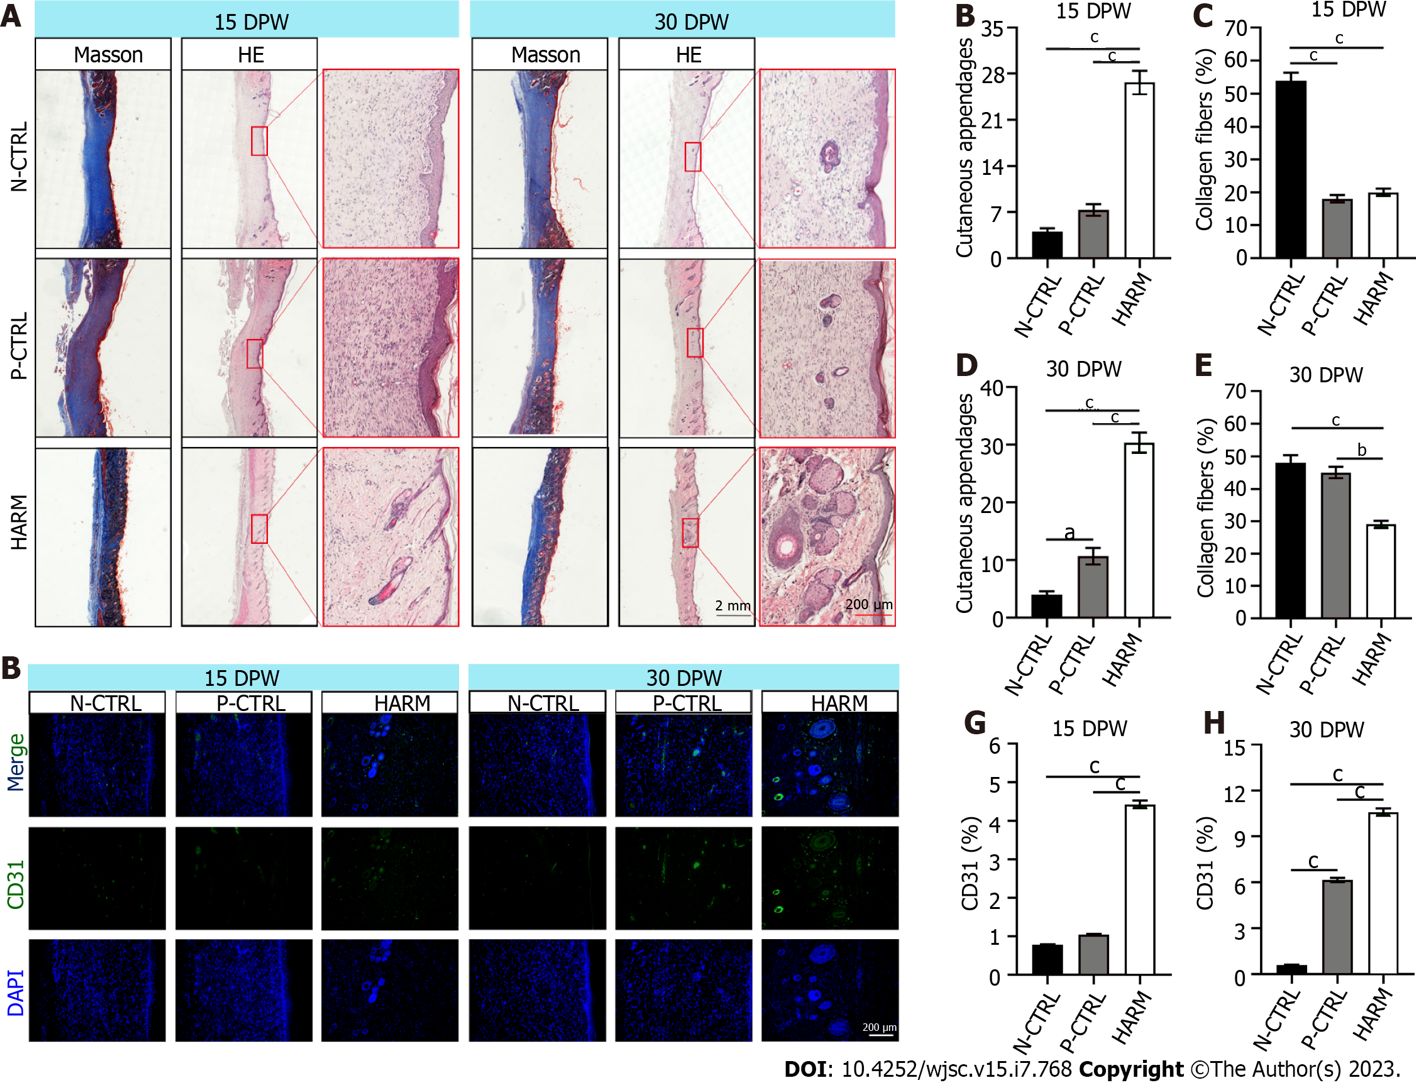 A
15 DPW
30 DPW
Masson
HE
Masson
HE
N-CTRL
P-CTRL
HARM
2 mm
200 μm
B
15 DPW
30 DPW
N-CTRL
P-CTRL
HARM
N-CTRL
P-CTRL
HARM
Merge
CD31
DAPI
200 μm
B
15 DPW
Cutaneous appendages
35
28
21
14
7
0
c
c
N-CTRL
P-CTRL
HARM
C
15 DPW
Collagen fibers (%)
70
60
50
40
30
20
10
0
c
c
N-CTRL
P-CTRL
HARM
D
30 DPW
Cutaneous appendages
40
30
20
10
0
c
c
a
N-CTRL
P-CTRL
HARM
E
30 DPW
Collagen fibers (%)
70
60
50
40
30
20
10
0
c
b
N-CTRL
P-CTRL
HARM
G
15 DPW
CD31 (%)
6
5
4
3
2
1
0
c
c
N-CTRL
P-CTRL
HARM
H
30 DPW
CD31 (%)
15
12
9
6
3
0
c
c
c
N-CTRL
P-CTRL
HARM
DOI: 10.4252/wjsc.v15.i7.768 Copyright ©The Author(s) 2023.